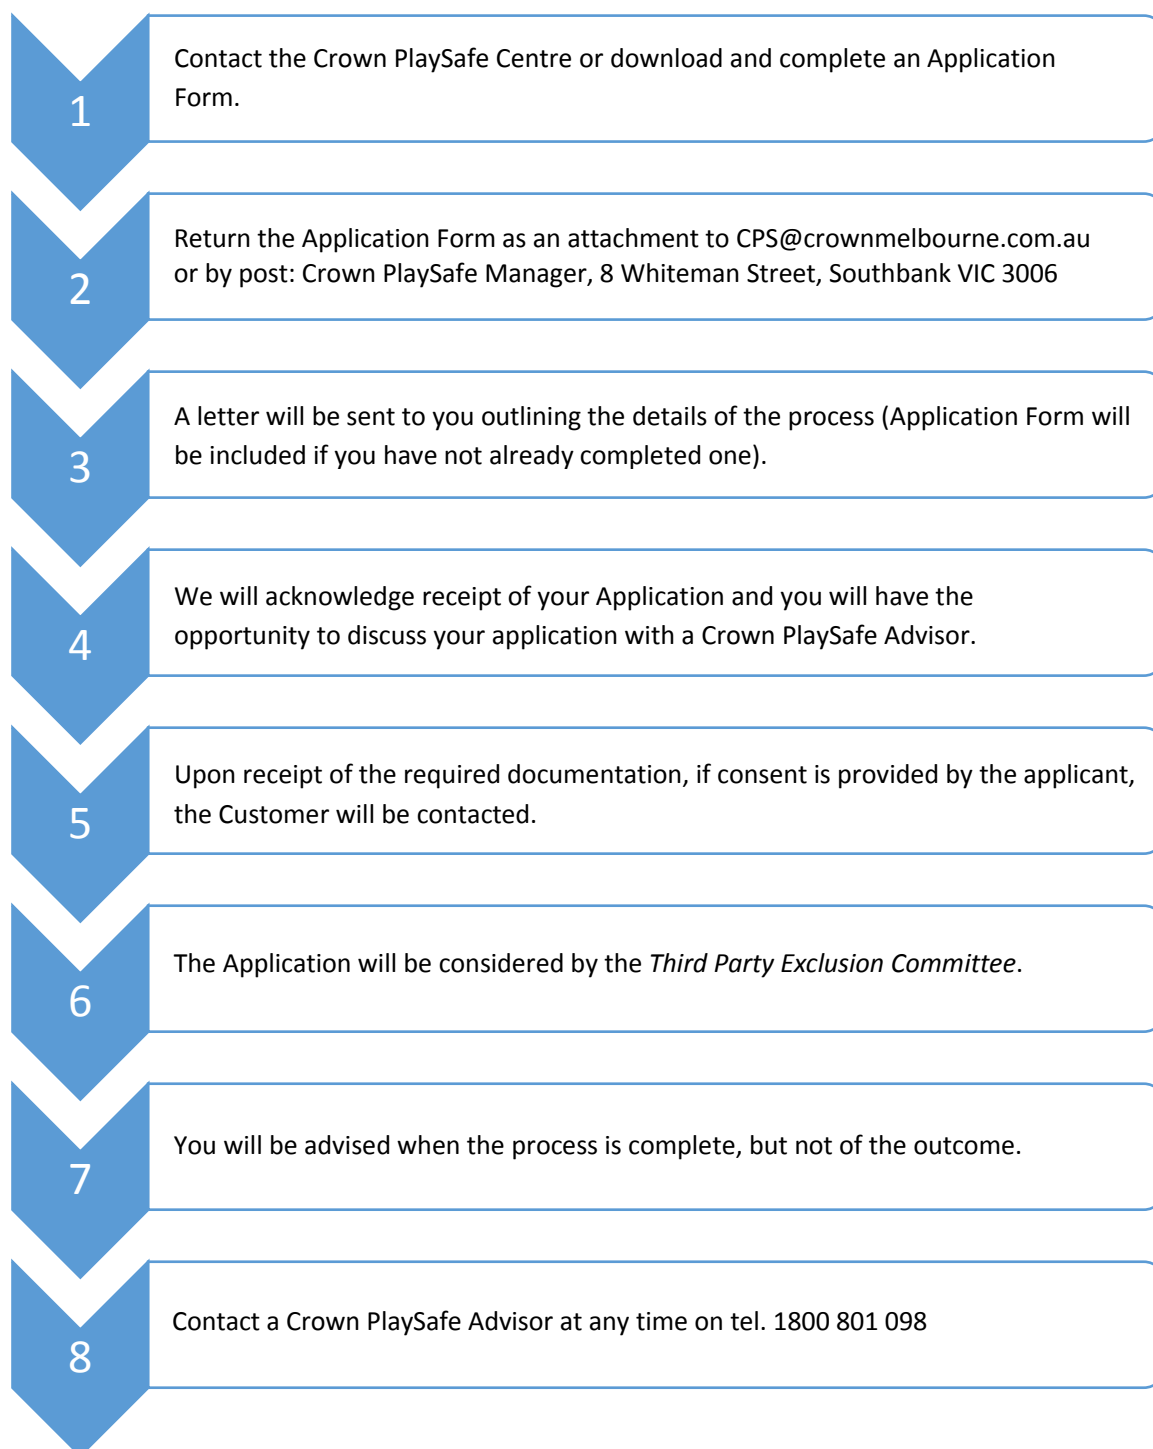 1
Contact the Crown PlaySafe Centre or download and complete an Application
Form.
2
Return the Application Form as an attachment to CPS@crownmelbourne.com.au
or by post: Crown PlaySafe Manager, 8 Whiteman Street, Southbank VIC 3006
3
A letter will be sent to you outlining the details of the process (Application Form will
be included if you have not already completed one).
4
We will acknowledge receipt of your Application and you will have the
opportunity to discuss your application with a Crown PlaySafe Advisor.
5
Upon receipt of the required documentation, if consent is provided by the applicant,
the Customer will be contacted.
6
The Application will be considered by the Third Party Exclusion Committee.
7
You will be advised when the process is complete, but not of the outcome.
8
Contact a Crown PlaySafe Advisor at any time on tel. 1800 801 098